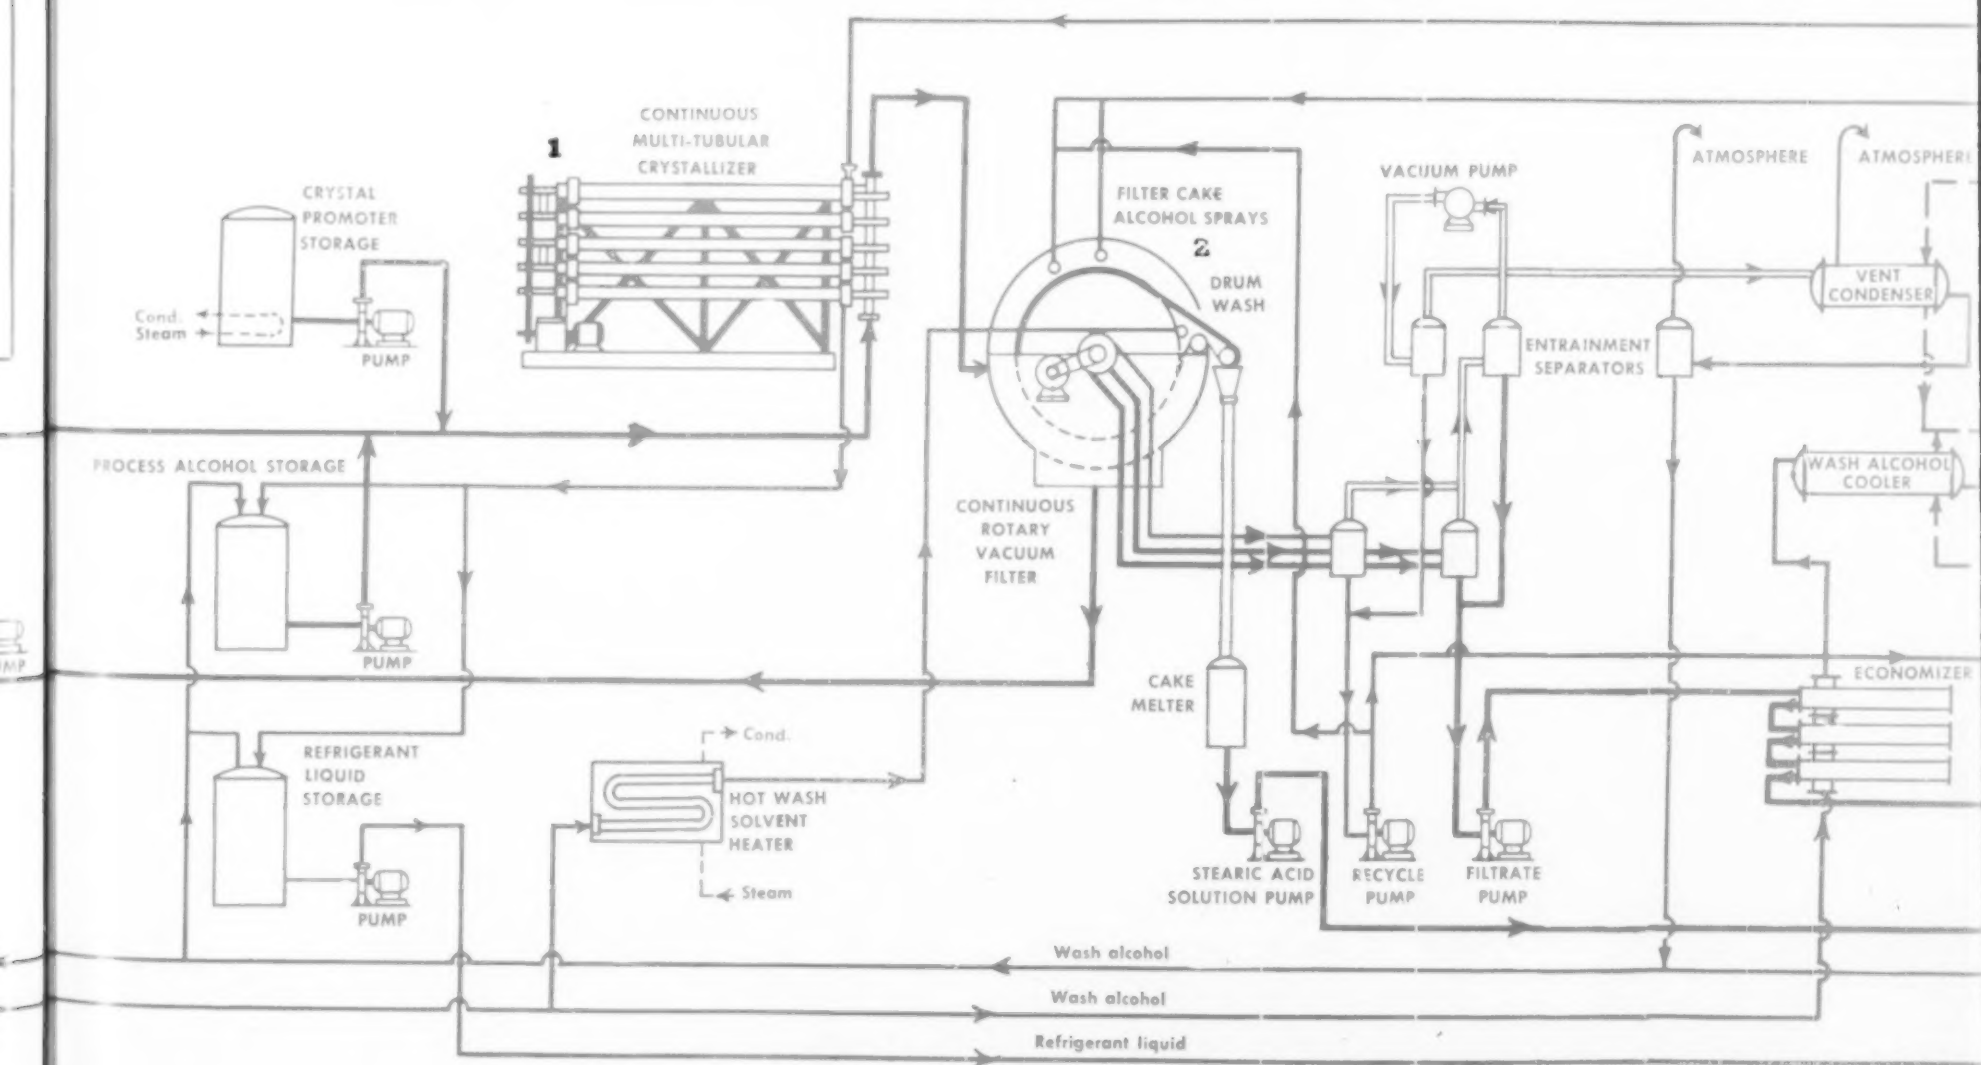 1
CONTINUOUS
MULTI-TUBULAR
CRYSTALLIZER
CRYSTAL
PROMOTER
STORAGE
Cond.
Steam
PUMP
FILTER CAKE
ALCOHOL SPRAYS
2
DRUM
WASH
VACUUM PUMP
ATMOSPHERE
ATMOSPHERE
VENT
CONDENSER
ENTRAINMENT
SEPARATORS
PROCESS ALCOHOL STORAGE
PUMP
CONTINUOUS
ROTARY
VACUUM
FILTER
WASH ALCOHOL
COOLER
CAKE
MELTER
ECONOMIZER
REFRIGERANT
LIQUID
STORAGE
PUMP
Cond.
HOT WASH
SOLVENT
HEATER
Steam
STEARIC ACID
SOLUTION PUMP
RECYCLE
PUMP
FILTRATE
PUMP
Wash alcohol
Wash alcohol
Refrigerant liquid